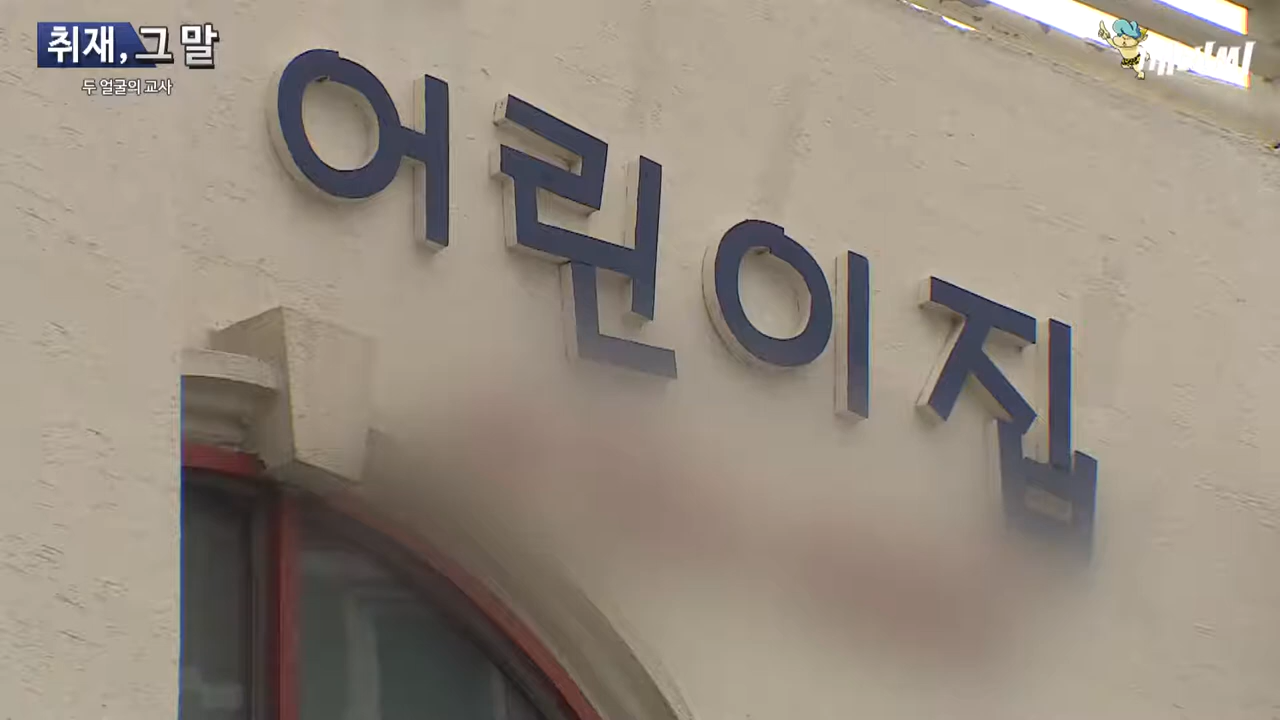 취재, 그 말
두 얼굴의 교사
어린이집